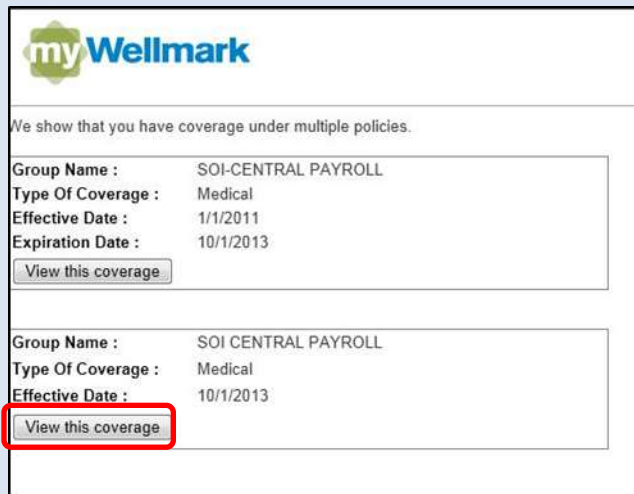 myWellmark
We show that you have coverage under multiple policies.
Group Name : SOI-CENTRAL PAYROLL
Type Of Coverage : Medical
Effective Date : 1/1/2011
Expiration Date : 10/1/2013
View this coverage
Group Name : SOI CENTRAL PAYROLL
Type Of Coverage : Medical
Effective Date : 10/1/2013
View this coverage